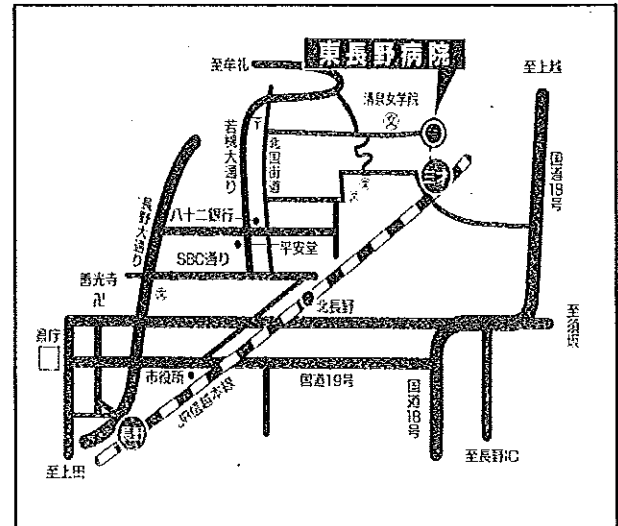 東長野病院
至牟礼
至上越
清泉女学院
若槻大通り
北国街道
国道18号
長野大通り
八十二銀行
平安堂
SBC通り
善光寺
卍
北長野
至須坂
県庁
市役所
国道19号
JR信越本線
国道18号
至上田
至長野IC